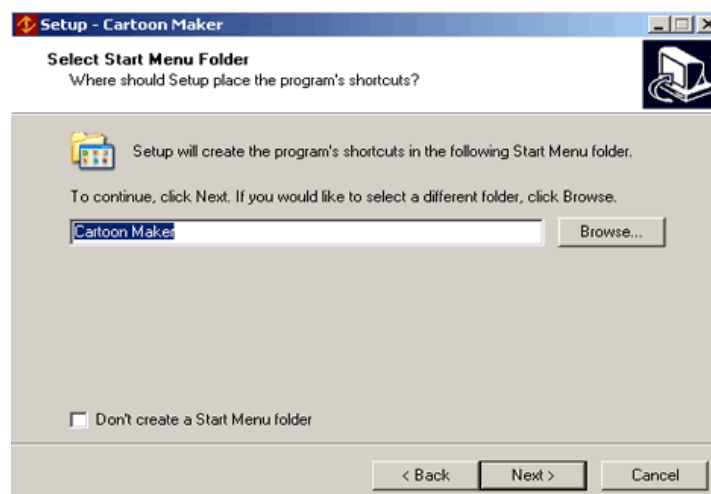 Setup - Cartoon Maker
Select Start Menu Folder
Where should Setup place the program's shortcuts?
Setup will create the program's shortcuts in the following Start Menu folder.
To continue, click Next. If you would like to select a different folder, click Browse.
Cartoon Maker
Browse...
Don't create a Start Menu folder
< Back
Next >
Cancel